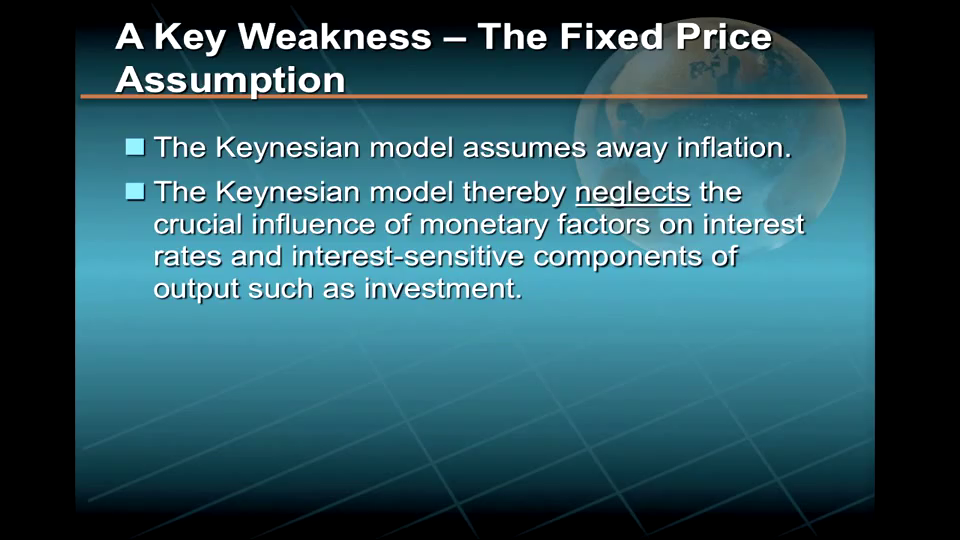 A Key Weakness – The Fixed Price
Assumption
The Keynesian model assumes away inflation.
The Keynesian model thereby neglects the
crucial influence of monetary factors on interest
rates and interest-sensitive components of
output such as investment.